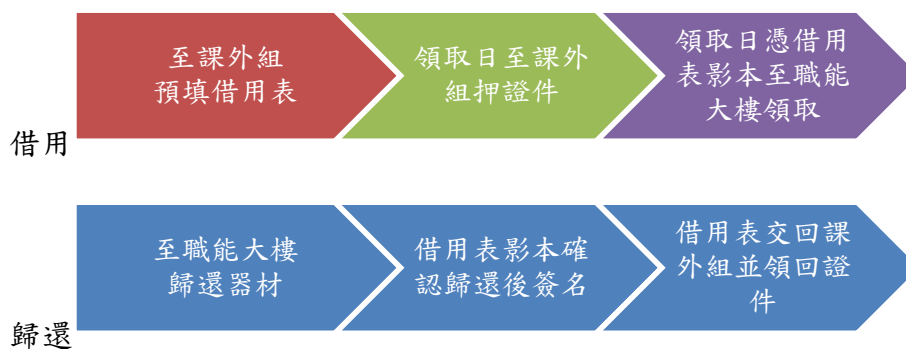 至課外組
預填借用表
領取日至課外
組押證件
領取日憑借用
表影本至職能
大樓領取
借用
至職能大樓
歸還器材
借用表影本確
認歸還後簽名
借用表交回課
外組並領回證
件
歸還